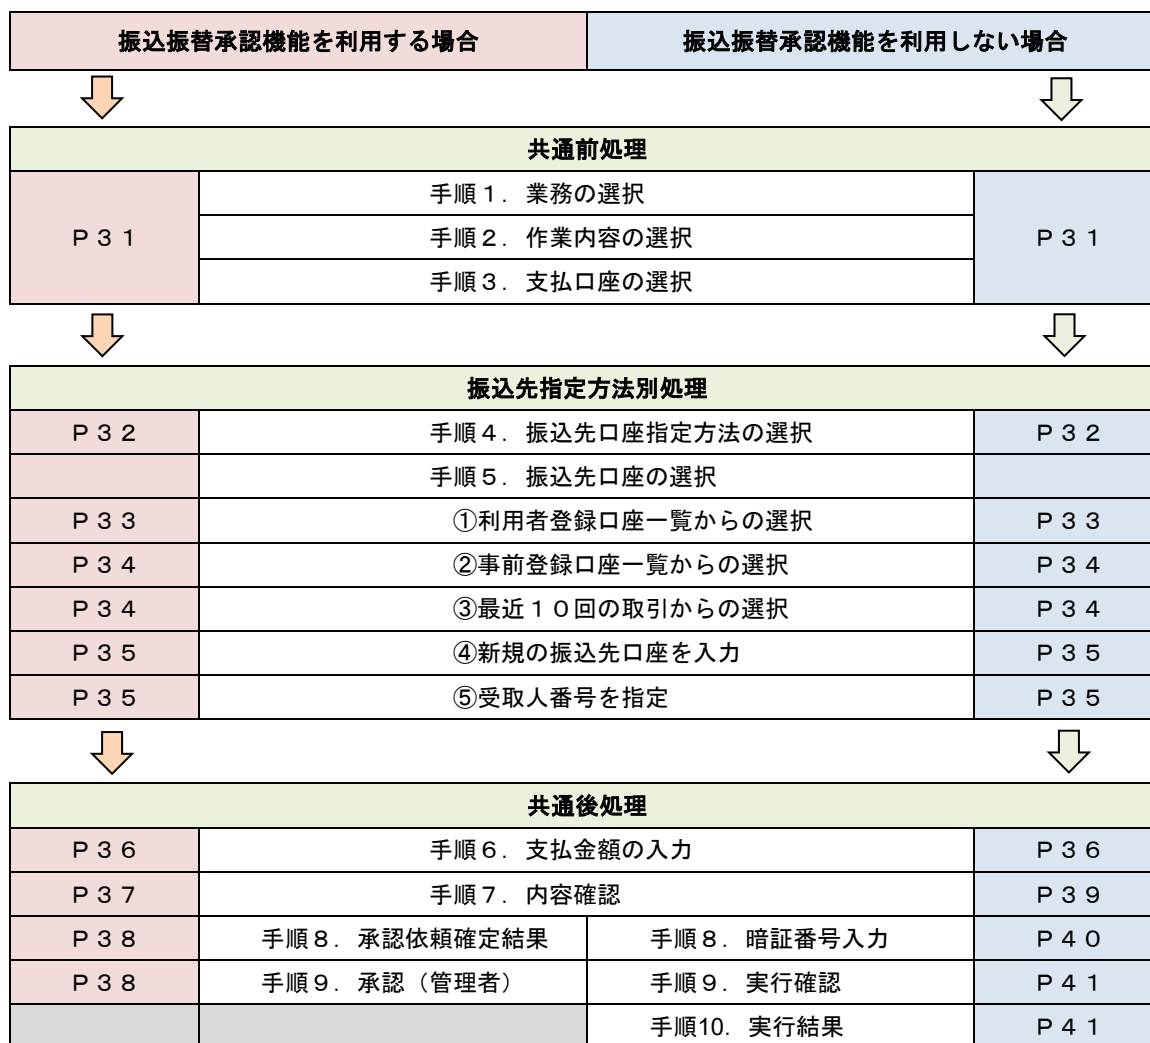 振込振替承認機能を利用する場合 振込振替承認機能を利用しない場合
共通前処理
手順１．業務の選択
Ｐ３１ 手順２．作業内容の選択 Ｐ３１
手順３．支払口座の選択
振込先指定方法別処理
Ｐ３２ 手順４．振込先口座指定方法の選択 Ｐ３２
手順５．振込先口座の選択
Ｐ３３ ①利用者登録口座一覧からの選択 Ｐ３３
Ｐ３４ ②事前登録口座一覧からの選択 Ｐ３４
Ｐ３４ ③最近１０回の取引からの選択 Ｐ３４
Ｐ３５ ④新規の振込先口座を入力 Ｐ３５
Ｐ３５ ⑤受取人番号を指定 Ｐ３５
共通後処理
Ｐ３６ 手順６．支払金額の入力 Ｐ３６
Ｐ３７ 手順７．内容確認 Ｐ３９
Ｐ３８ 手順８．承認依頼確定結果 手順８．暗証番号入力 Ｐ４０
Ｐ３８ 手順９．承認（管理者） 手順９．実行確認 Ｐ４１
手順10．実行結果 Ｐ４１